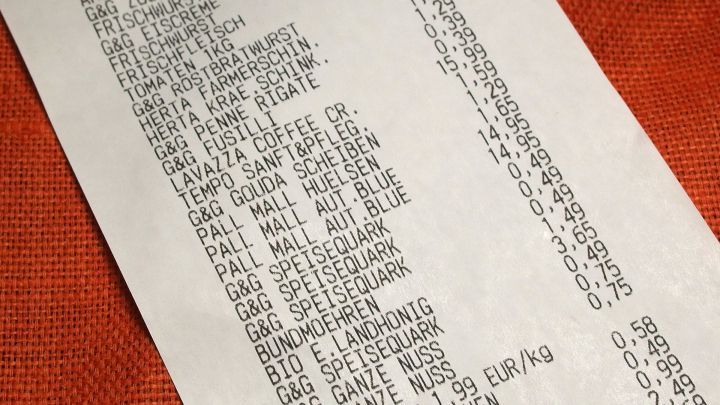 FRISCHWURST
G&G EISCREME
FRISCHWURST
FRISCHFLEISCH
TOMATEN 1KG
G&G ROSTBRATWURST
HERTA FARMERSCHIN.
HERTA KRAE.SCHINK. 1,29
G&G PENNE RIGATE 0,39
G&G FUSILLI 0,39
LAVAZZA COFFEE CR. 15,99
TEMPO SANFT&PFLEG. 1,59
G&G GOUDA SCHEIBEN 1,29
PALL MALL HUELSEN 1,65
PALL MALL AUT.BLUE 14,95
PALL MALL AUT.BLUE 14,95
G&G SPEISEQUARK 0,49
G&G SPEISEQUARK 0,49
G&G SPEISEQUARK
BUNDMOEHREN 1,49
BIO E.LANDHONIG 3,65
G&G SPEISEQUARK 0,49
GANZE NUSS 0,75
GANZE NUSS 0,75
1,99 EUR/kg
0,58
0,49
0,99
2,49